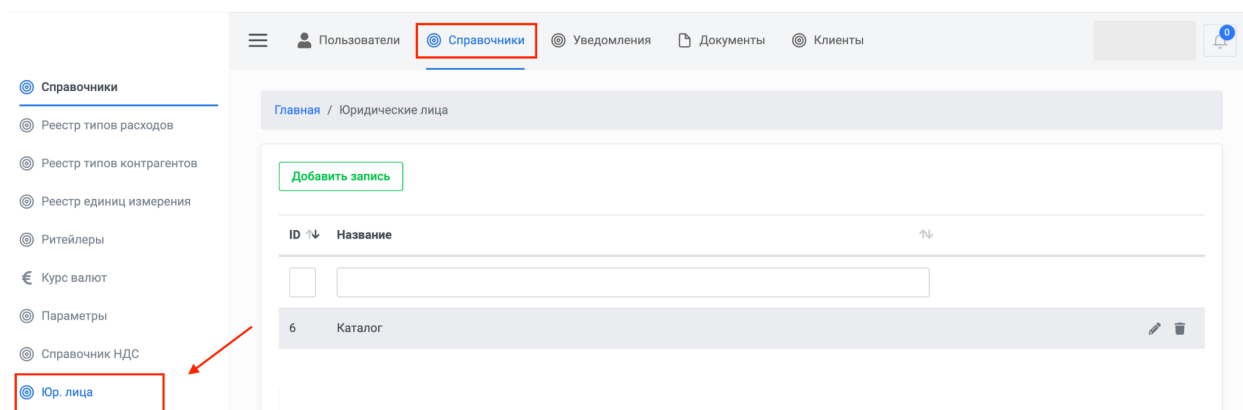 Пользователи Справочники Уведомления Документы Клиенты 0
Справочники
Реестр типов расходов
Реестр типов контрагентов
Реестр единиц измерения
Ритейлеры
€ Курс валют
Параметры
Справочник НДС
Юр. лица
Главная / Юридические лица
Добавить запись
ID Название
6 Каталог